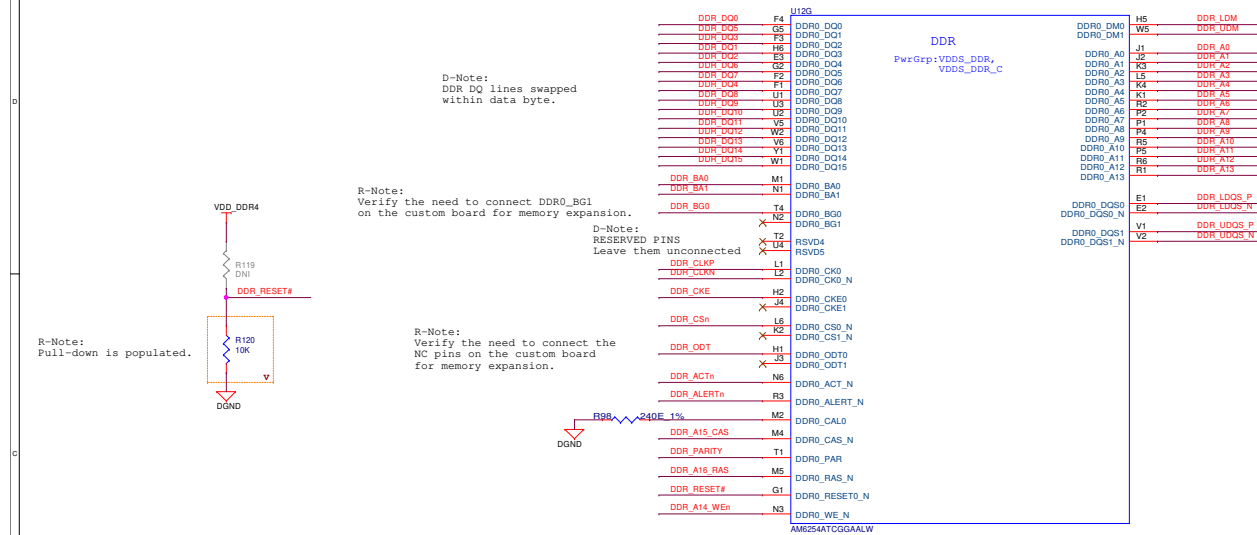 U12G
DDR
PwrGrp:VDDS_DDR,
VDDS_DDR_C
DDR_DQ0 F4 DDR0_DQ0
DDR_DQ5 G5 DDR0_DQ1
DDR_DQ3 F3 DDR0_DQ2
DDR_DQ1 H6 DDR0_DQ3
DDR_DQ2 E3 DDR0_DQ4
DDR_DQ6 G2 DDR0_DQ5
DDR_DQ7 F2 DDR0_DQ6
DDR_DQ4 F1 DDR0_DQ7
DDR_DQ8 U1 DDR0_DQ8
DDR_DQ9 U3 DDR0_DQ9
DDR_DQ10 U2 DDR0_DQ10
DDR_DQ11 V5 DDR0_DQ11
DDR_DQ12 W2 DDR0_DQ12
DDR_DQ13 V6 DDR0_DQ13
DDR_DQ14 Y1 DDR0_DQ14
DDR_DQ15 W1 DDR0_DQ15
DDR_BA0 M1 DDR0_BA0
DDR_BA1 N1 DDR0_BA1
DDR_BG0 T4 DDR0_BG0
N2 DDR0_BG1
T2 RSVD4
U4 RSVD5
DDR_CLKP L1 DDR0_CK0
DDR_CLKN L2 DDR0_CK0_N
DDR_CKE H2 DDR0_CKE0
J4 DDR0_CKE1
DDR_CSn L6 DDR0_CS0_N
K2 DDR0_CS1_N
DDR_ODT H1 DDR0_ODT0
J3 DDR0_ODT1
DDR_ACTn N6 DDR0_ACT_N
DDR_ALERTn R3 DDR0_ALERT_N
DGND R98 240E_1% M2 DDR0_CAL0
DDR_A15_CAS M4 DDR0_CAS_N
DDR_PARITY T1 DDR0_PAR
DDR_A16_RAS M5 DDR0_RAS_N
DDR_RESET# G1 DDR0_RESET0_N
DDR_A14_WEn N3 DDR0_WE_N
AM6254ATCGGAALW
DDR0_DM0 H5 DDR_LDM
DDR0_DM1 W5 DDR_UDM
DDR0_A0 J1 DDR_A0
DDR0_A1 J2 DDR_A1
DDR0_A2 K3 DDR_A2
DDR0_A3 L5 DDR_A3
DDR0_A4 K4 DDR_A4
DDR0_A5 K1 DDR_A5
DDR0_A6 R2 DDR_A6
DDR0_A7 P2 DDR_A7
DDR0_A8 P1 DDR_A8
DDR0_A9 P4 DDR_A9
DDR0_A10 R5 DDR_A10
DDR0_A11 P5 DDR_A11
DDR0_A12 R6 DDR_A12
DDR0_A13 R1 DDR_A13
DDR0_DQS0 E1 DDR_LDQS_P
DDR0_DQS0_N E2 DDR_LDQS_N
DDR0_DQS1 V1 DDR_UDQS_P
DDR0_DQS1_N V2 DDR_UDQS_N
D-Note:
DDR DQ lines swapped
within data byte.
R-Note:
Verify the need to connect DDR0_BG1
on the custom board for memory expansion.
D-Note:
RESERVED PINS
Leave them unconnected
R-Note:
Verify the need to connect the
NC pins on the custom board
for memory expansion.
VDD_DDR4
R119
DNI
DDR_RESET#
R120
10K
V
DGND
R-Note:
Pull-down is populated.
D
C